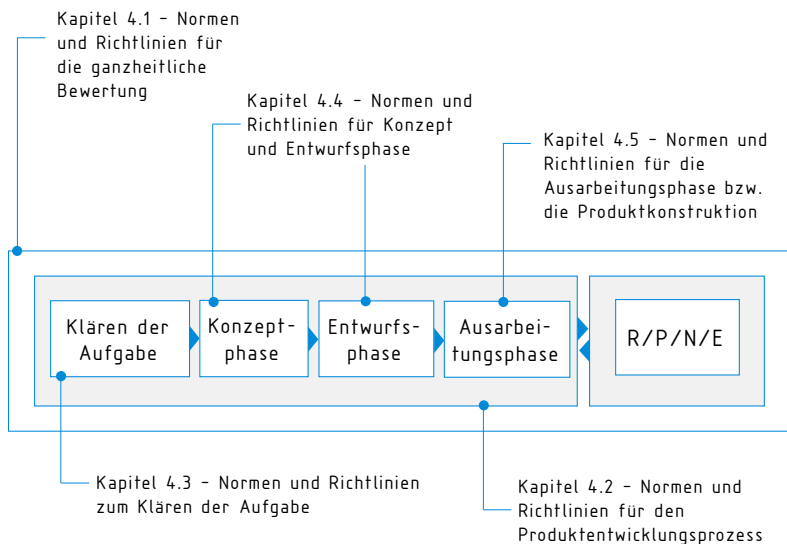 Kapitel 4.1 - Normen
und Richtlinien für
die ganzheitliche
Bewertung
Kapitel 4.4 - Normen und
Richtlinien für Konzept
und Entwurfsphase
Kapitel 4.5 - Normen und
Richtlinien für die
Ausarbeitungsphase bzw.
die Produktkonstruktion
Klären der
Aufgabe
Konzept-
phase
Entwurfs-
phase
Ausarbei-
tungsphase
R/P/N/E
Kapitel 4.3 - Normen und Richtlinien
zum Klären der Aufgabe
Kapitel 4.2 - Normen und
Richtlinien für den
Produktentwicklungsprozess